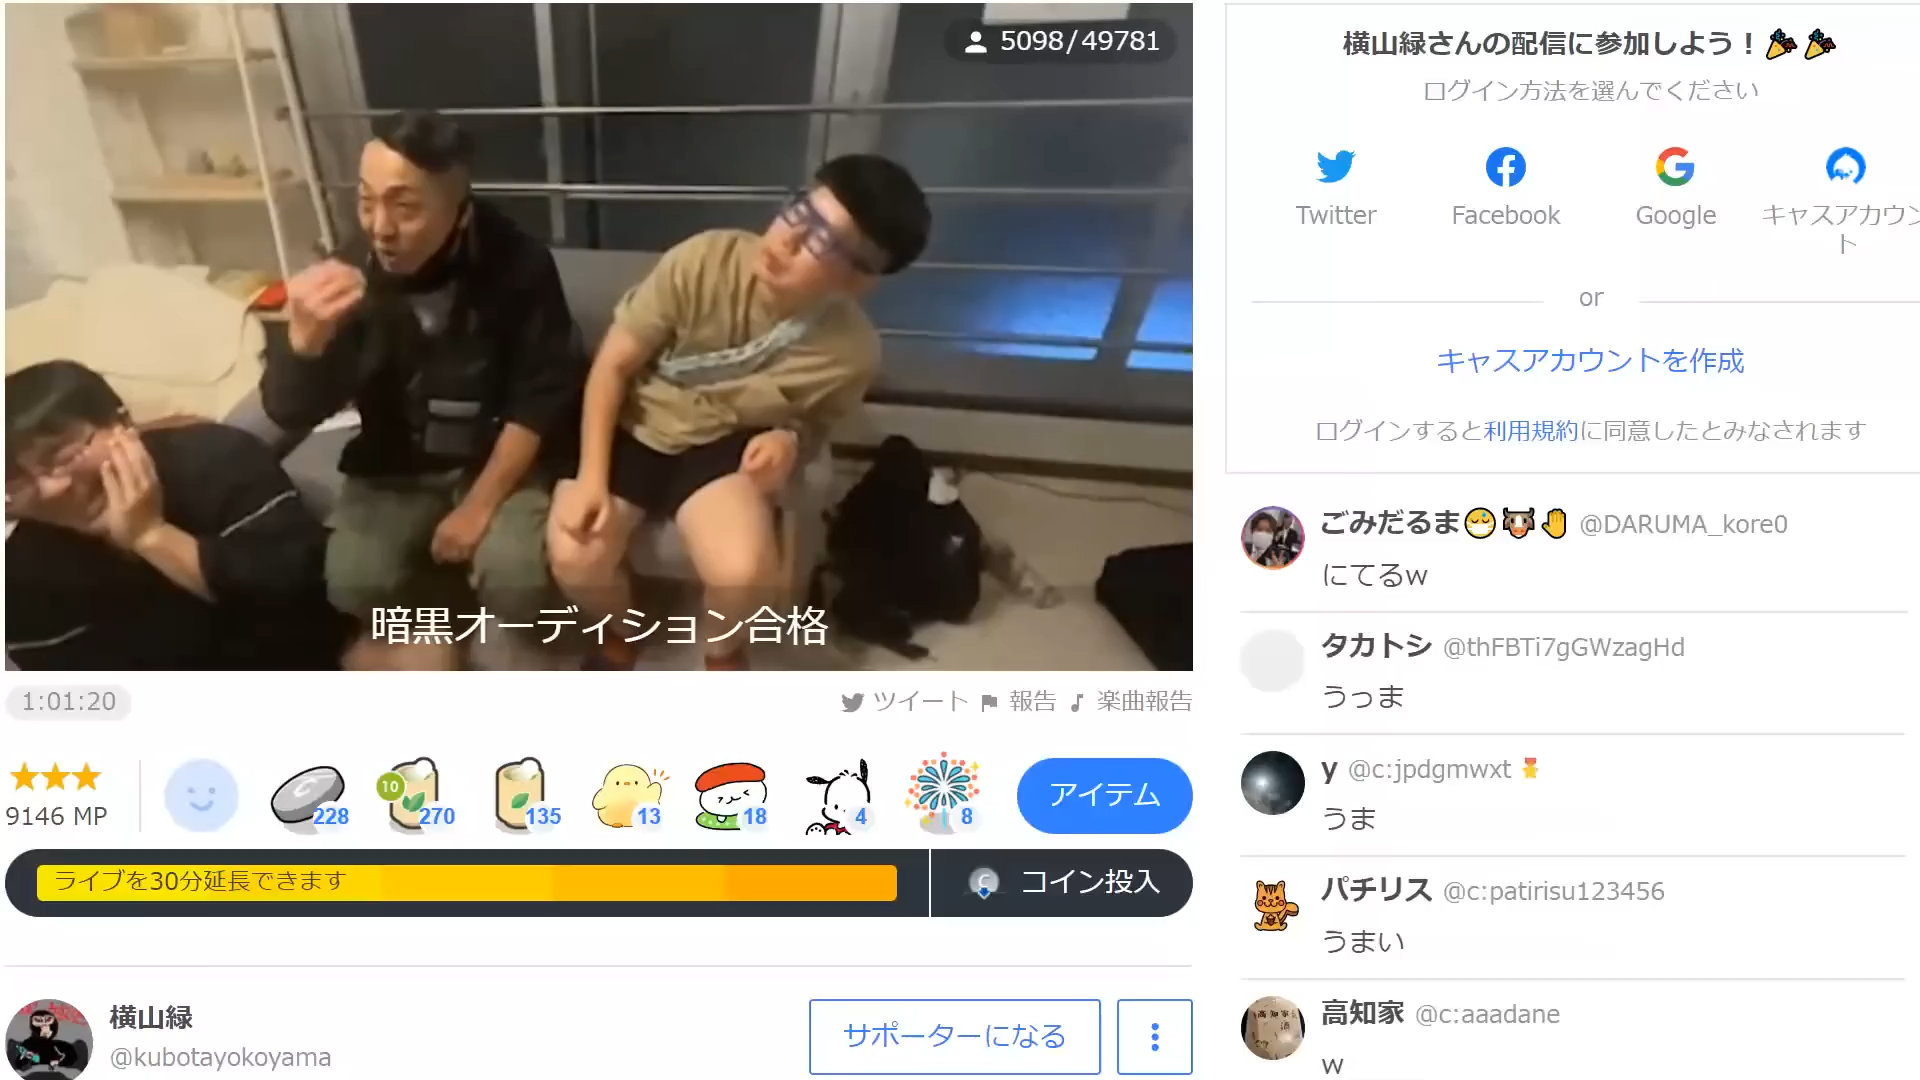 5098/49781
暗黒オーディション合格
1:01:20
ツイート 報告 楽曲報告
9146 MP
228
10
270
135
13
18
4
8
アイテム
ライブを30分延長できます
コイン投入
横山緑
@kubotayokoyama
サポーターになる
横山緑さんの配信に参加しよう！
ログイン方法を選んでください
Twitter
Facebook
Google
キャスアカウン
ト
or
キャスアカウントを作成
ログインすると利用規約に同意したとみなされます
ごみだるま @DARUMA_kore0
にてるw
タカトシ @thFBTi7gGWzagHd
うっま
y @c:jpdgmwxt
うま
パチリス @c:patirisu123456
うまい
高知家 @c:aaadane
w